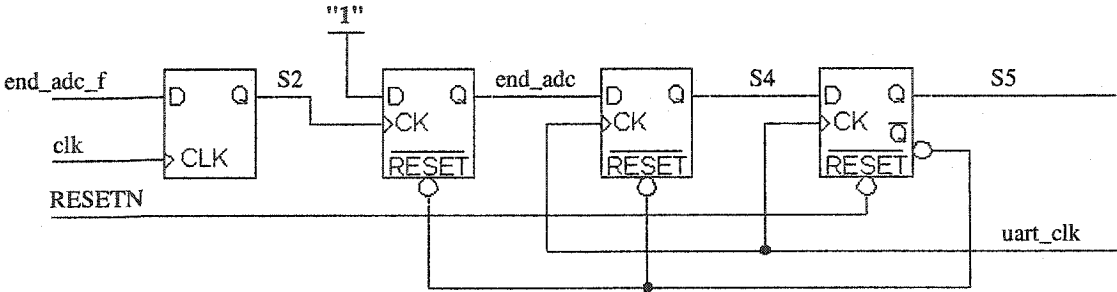 "1"
end_adc_f
D Q
S2
D Q
end_adc
D Q
S4
D Q
S5
clk
CLK
CK
CK
CK
Q
RESET
RESET
RESET
RESETN
uart_clk